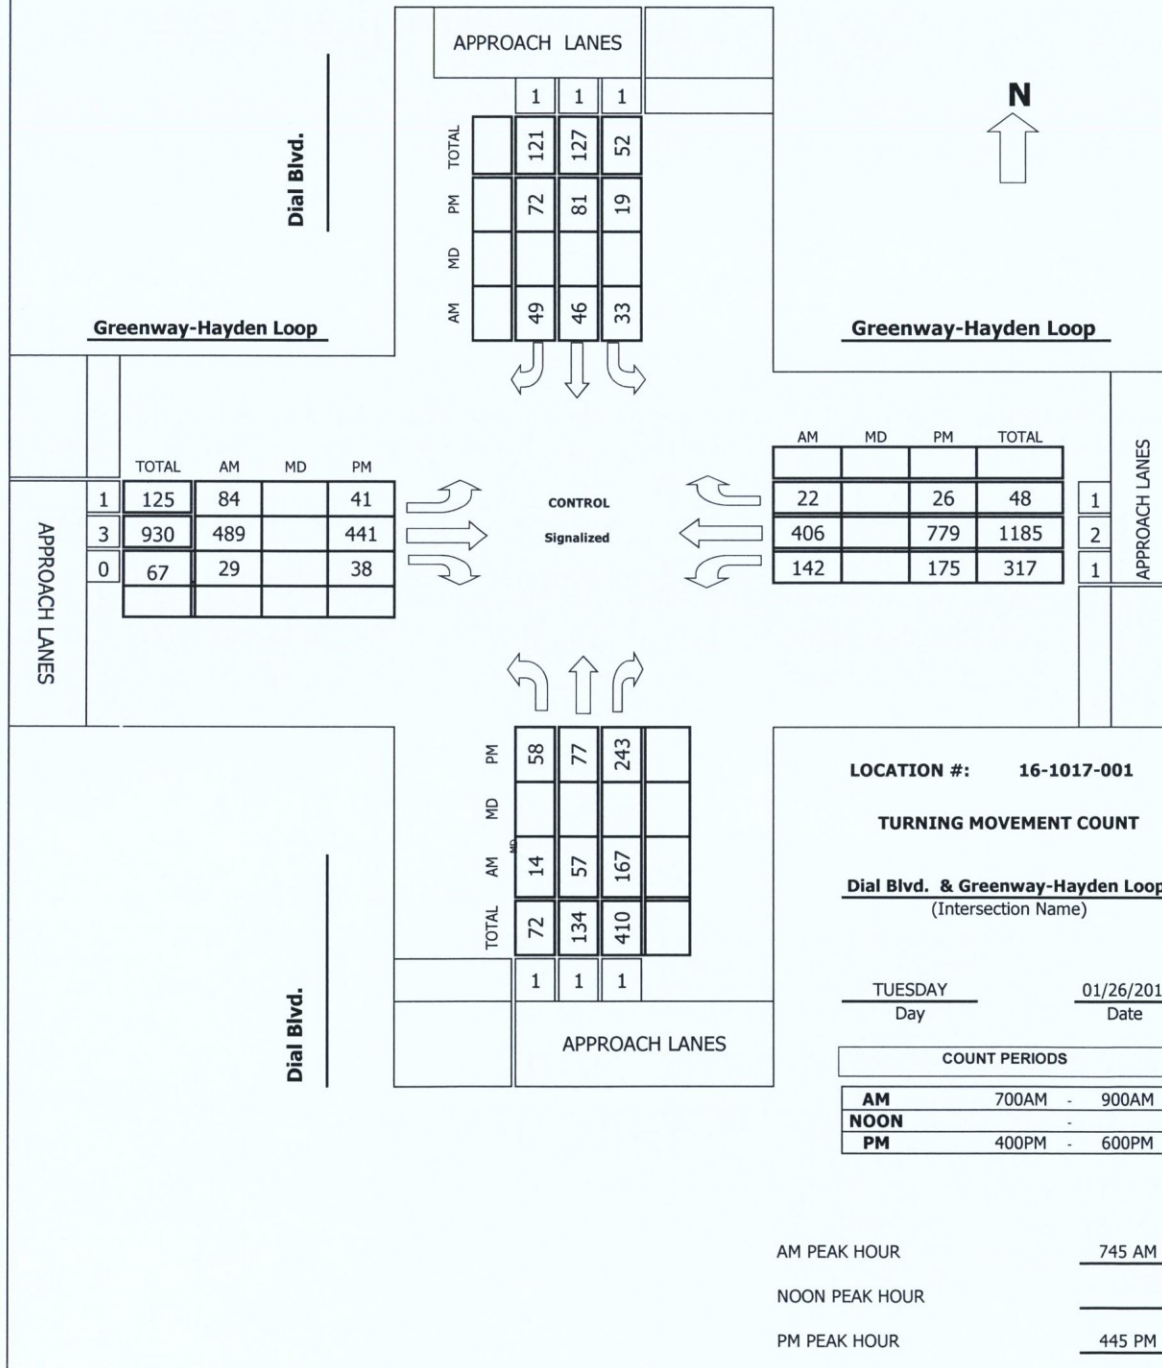 APPROACH LANES
1 1 1
TOTAL 121 127 52
PM 72 81 19
MD
AM 49 46 33
Dial Blvd.
N
Greenway-Hayden Loop
Greenway-Hayden Loop
TOTAL AM MD PM
1 125 84 41
3 930 489 441
0 67 29 38
APPROACH LANES
CONTROL
Signalized
AM MD PM TOTAL
22 26 48 1
406 779 1185 2
142 175 317 1
APPROACH LANES
PM 58 77 243
MD
MD
AM 14 57 167
TOTAL 72 134 410
1 1 1
APPROACH LANES
Dial Blvd.
LOCATION #: 16-1017-001
TURNING MOVEMENT COUNT
Dial Blvd. & Greenway-Hayden Loop
(Intersection Name)
TUESDAY 01/26/201
Day Date
COUNT PERIODS
AM 700AM - 900AM
NOON -
PM 400PM - 600PM
AM PEAK HOUR 745 AM
NOON PEAK HOUR
PM PEAK HOUR 445 PM